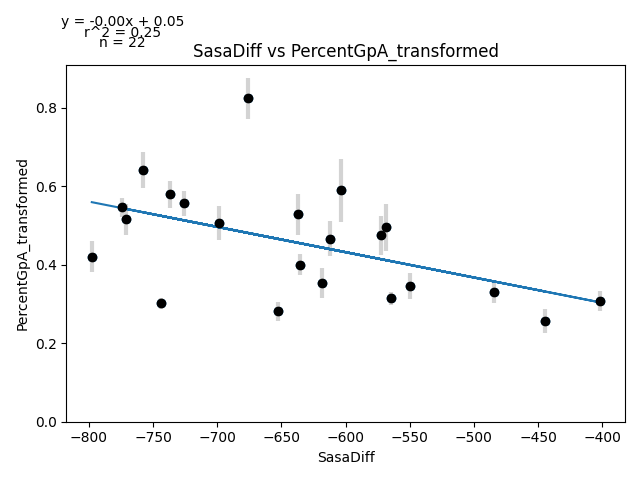 y = -0.00x + 0.05
r^2 = 0.25
n = 22
SasaDiff vs PercentGpA_transformed
PercentGpA_transformed
0.8
0.6
0.4
0.2
0.0
−800 −750 −700 −650 −600 −550 −500 −450 −400
SasaDiff